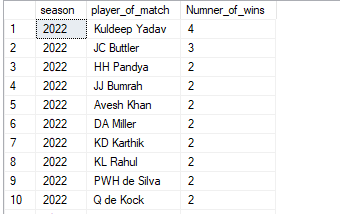 season player_of_match Numner_of_wins
1 2022 Kuldeep Yadav 4
2 2022 JC Buttler 3
3 2022 HH Pandya 2
4 2022 JJ Bumrah 2
5 2022 Avesh Khan 2
6 2022 DA Miller 2
7 2022 KD Karthik 2
8 2022 KL Rahul 2
9 2022 PWH de Silva 2
10 2022 Q de Kock 2